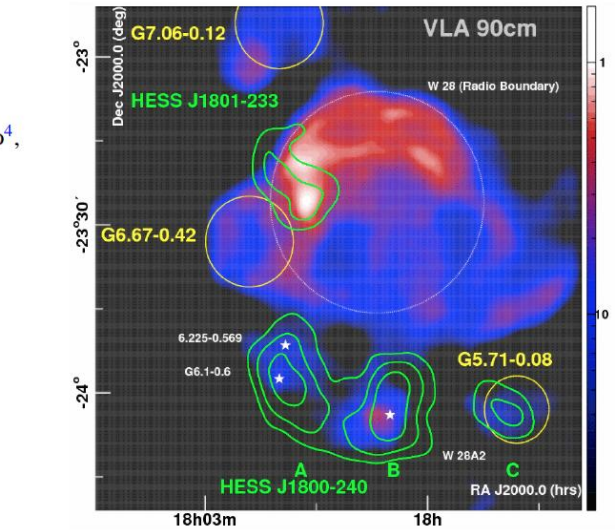 VLA 90cm
G7.06-0.12
-23°
Dec J2000.0 (deg)
1
W 28 (Radio Boundary)
HESS J1801-233
4,
-23°30′
G6.67-0.42
10
6.225-0.569
G5.71-0.08
G6.1-0.6
-24°
W 28A2
A
B
C
HESS J1800-240
RA J2000.0 (hrs)
18h03m
18h